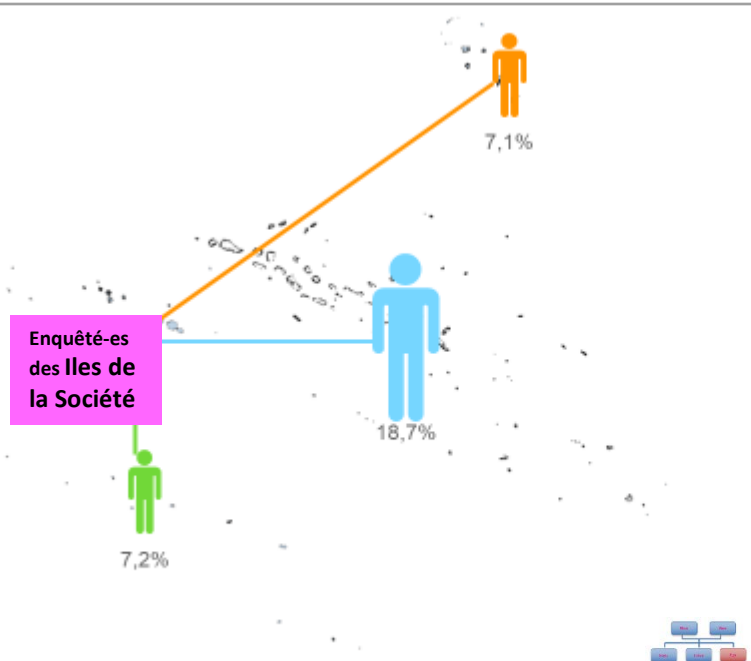 7,1%
Enquêté-es
des Iles de
la Société
18,7%
7,2%